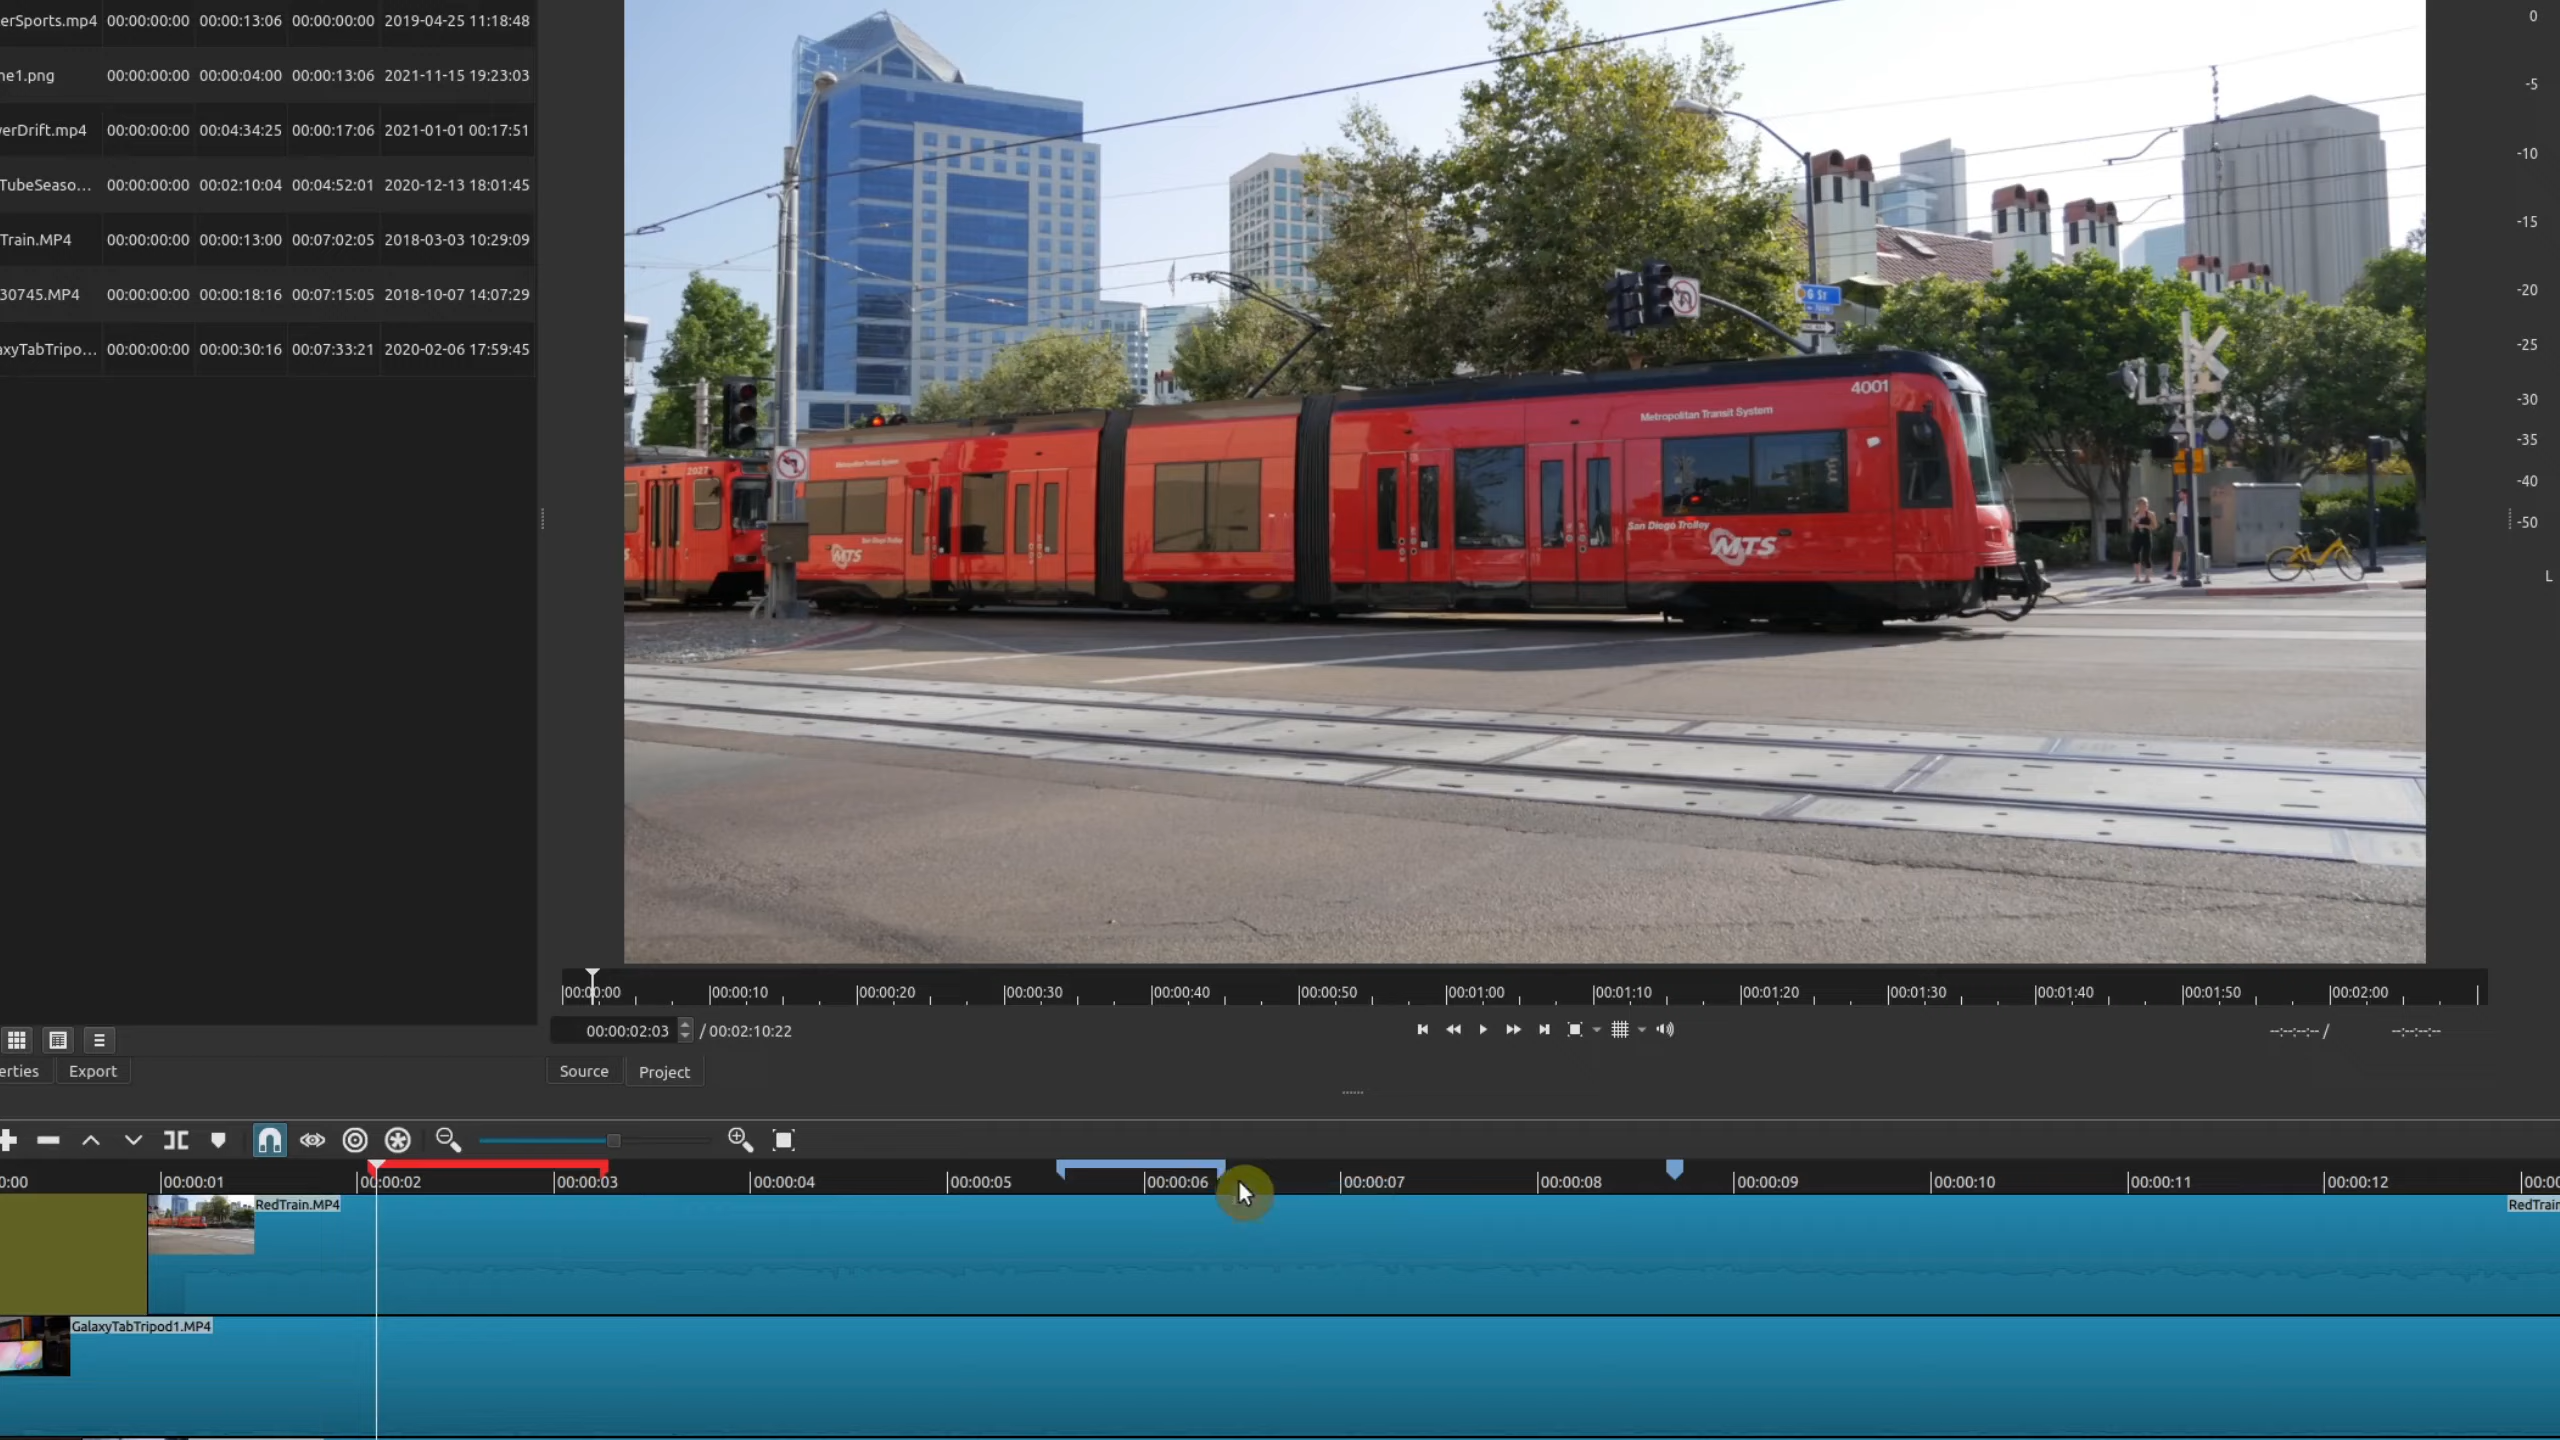 erSports.mp4 00:00:00:00 00:00:13:06 00:00:00:00 2019-04-25 11:18:48
ne1.png 00:00:00:00 00:00:04:00 00:00:13:06 2021-11-15 19:23:03
verDrift.mp4 00:00:00:00 00:04:34:25 00:00:17:06 2021-01-01 00:17:51
TubeSeaso... 00:00:00:00 00:02:10:04 00:04:52:01 2020-12-13 18:01:45
Train.MP4 00:00:00:00 00:00:13:00 00:07:02:05 2018-03-03 10:29:09
30745.MP4 00:00:00:00 00:00:18:16 00:07:15:05 2018-10-07 14:07:29
axyTabTripo... 00:00:00:00 00:00:30:16 00:07:33:21 2020-02-06 17:59:45
G St
4001
Metropolitan Transit System
Metropolitan Transit System
2027
San Diego Trolley
MTS
San Diego Trolley
MTS
0
-5
-10
-15
-20
-25
-30
-35
-40
-50
L
00:00:00 00:00:10 00:00:20 00:00:30 00:00:40 00:00:50 00:01:00 00:01:10 00:01:20 00:01:30 00:01:40 00:01:50 00:02:00
00:00:02:03 / 00:02:10:22
--:--:--:-- / --:--:--:--
erties Export
Source Project
0:00 00:00:01 00:00:02 00:00:03 00:00:04 00:00:05 00:00:06 00:00:07 00:00:08 00:00:09 00:00:10 00:00:11 00:00:12 00:00
RedTrain.MP4
RedTrain
GalaxyTabTripod1.MP4